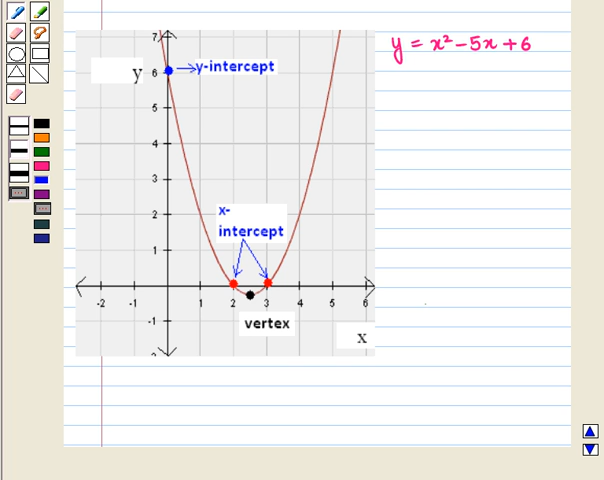 y = x² - 5x + 6
7
y
6
y-intercept
5
4
3
2
x-
intercept
1
-2 -1 1 2 3 4 5 6
-1
vertex
x